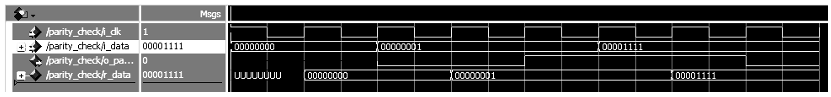 Msgs
/parity_check/i_clk 1
/parity_check/i_data 00001111 00000000 00000001 00001111
/parity_check/o_pa... 0
/parity_check/r_data 00001111 UUUUUUUU 00000000 00000001 00001111